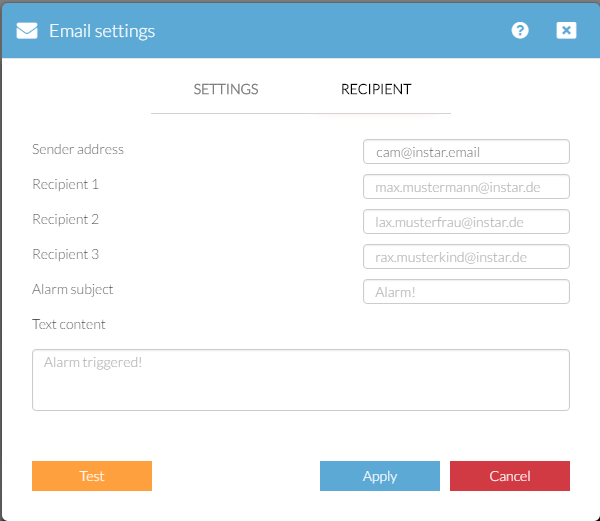 Email settings
SETTINGS RECIPIENT
Sender address cam@instar.email
Recipient 1 max.mustermann@instar.de
Recipient 2 lax.musterfrau@instar.de
Recipient 3 rax.musterkind@instar.de
Alarm subject Alarm!
Text content
Alarm triggered!
Test Apply Cancel